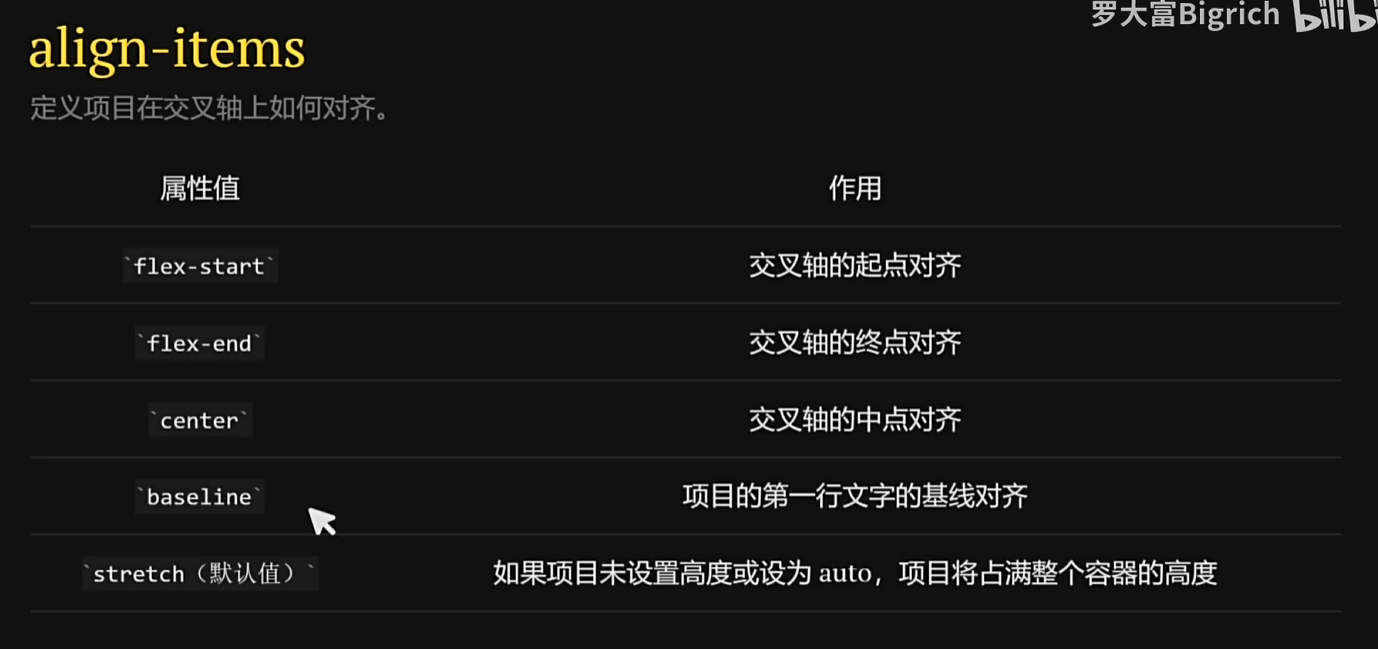 罗大富Bigrich bilibi
align-items
定义项目在交叉轴上如何对齐。
属性值 作用
`flex-start` 交叉轴的起点对齐
`flex-end` 交叉轴的终点对齐
`center` 交叉轴的中点对齐
`baseline` 项目的第一行文字的基线对齐
`stretch（默认值）` 如果项目未设置高度或设为 auto，项目将占满整个容器的高度